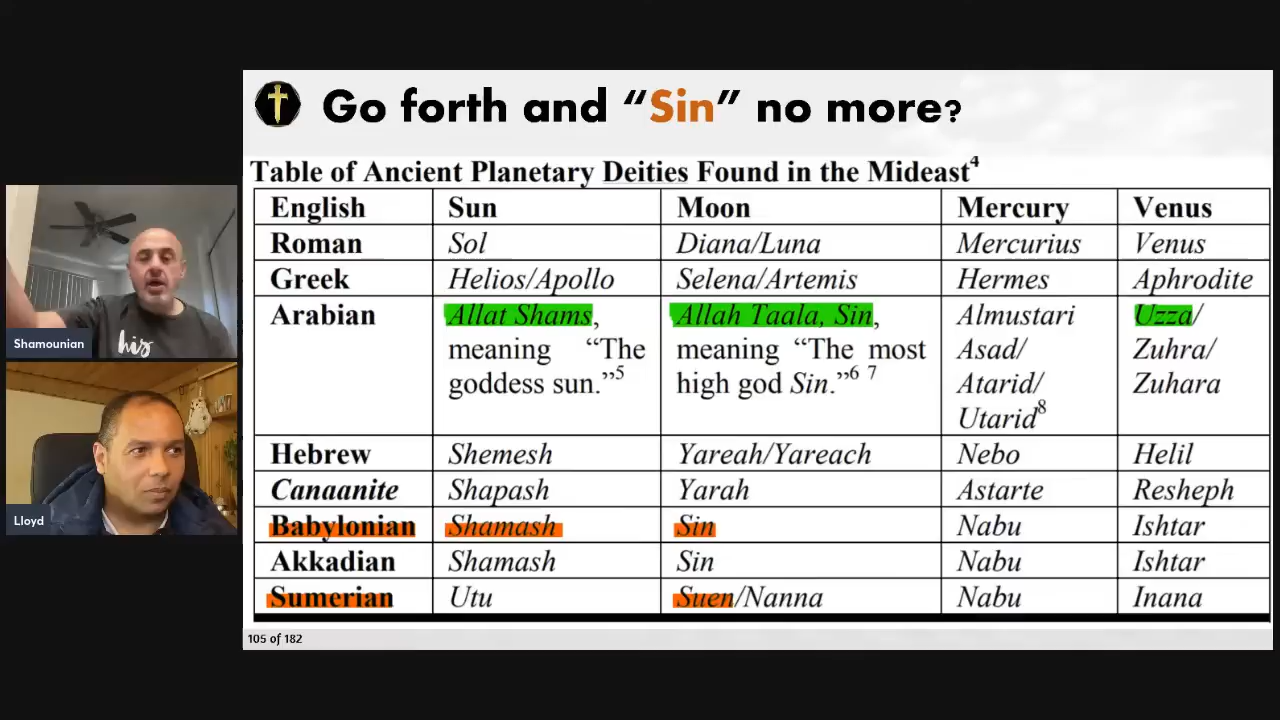 Go forth and “Sin” no more?
Table of Ancient Planetary Deities Found in the Mideast4
English Sun Moon Mercury Venus
Roman Sol Diana/Luna Mercurius Venus
Greek Helios/Apollo Selena/Artemis Hermes Aphrodite
Arabian Allat Shams, Allah Taala, Sin, Almustari Uzza/
meaning “The meaning “The most Asad/ Zuhra/
goddess sun.”5 high god Sin.”6 7 Atarid/ Zuhara
Utarid8
Hebrew Shemesh Yareah/Yareach Nebo Helil
Canaanite Shapash Yarah Astarte Resheph
Babylonian Shamash Sin Nabu Ishtar
Akkadian Shamash Sin Nabu Ishtar
Sumerian Utu Suen/Nanna Nabu Inana
105 of 182
his
Shamounian
Lloyd